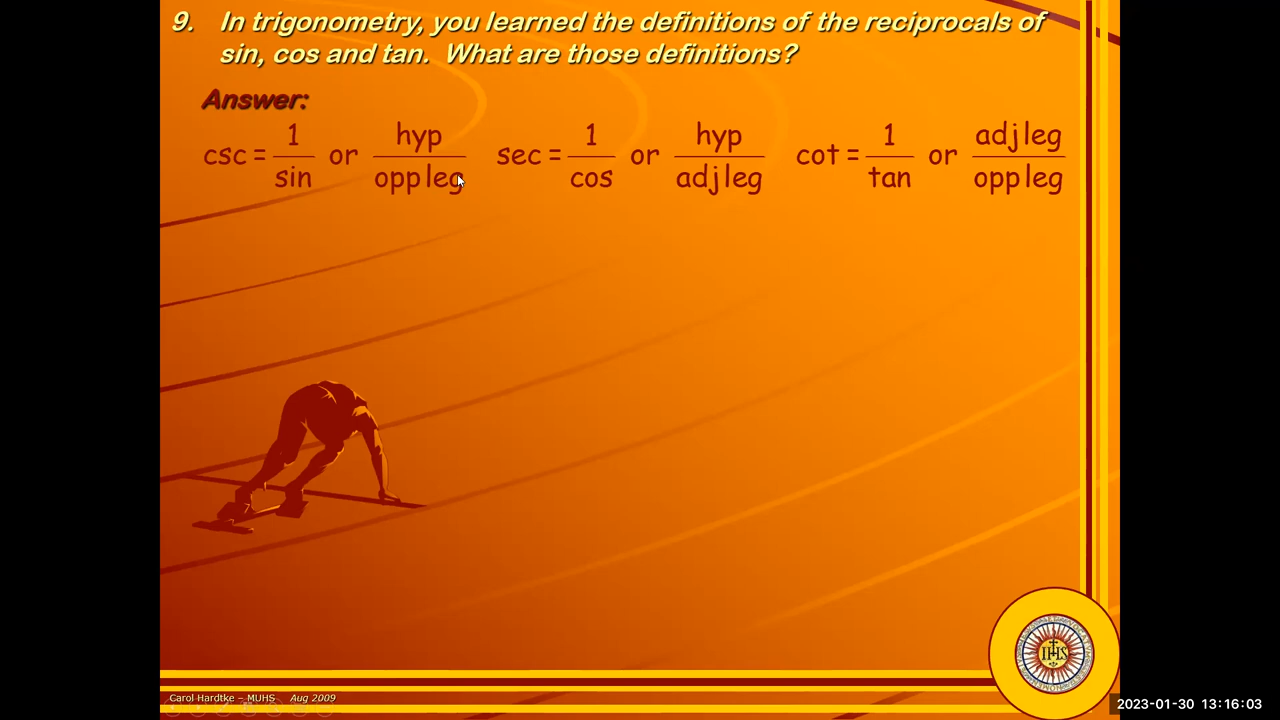 9. In trigonometry, you learned the definitions of the reciprocals of
sin, cos and tan. What are those definitions?
Answer:
csc = 1/sin or hyp/opp leg sec = 1/cos or hyp/adj leg cot = 1/tan or adj leg/opp leg
IHS
Carol Hardtke – MUHS Aug 2009
2023-01-30 13:16:03